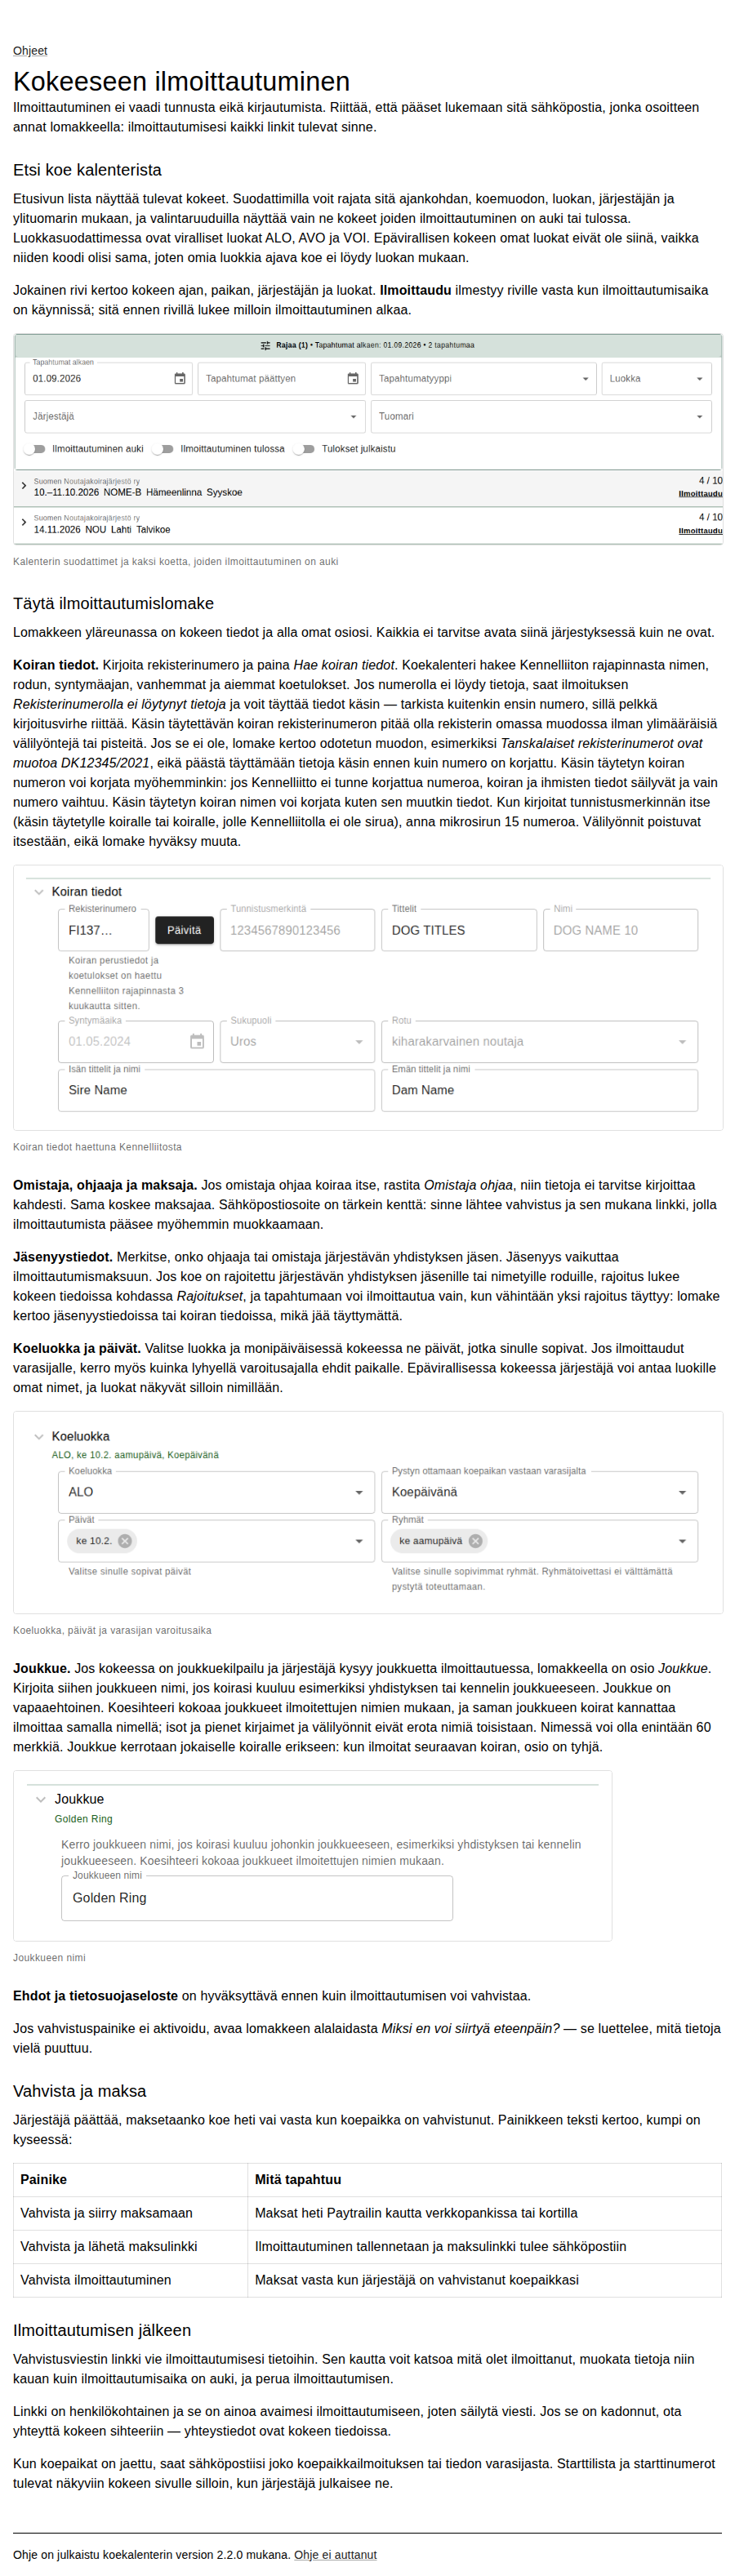 Ohjeet
Kokeeseen ilmoittautuminen
Ilmoittautuminen ei vaadi tunnusta eikä kirjautumista. Riittää, että pääset lukemaan sitä sähköpostia, jonka osoitteen
annat lomakkeella: ilmoittautumisesi kaikki linkit tulevat sinne.
Etsi koe kalenterista
Etusivun lista näyttää tulevat kokeet. Suodattimilla voit rajata sitä ajankohdan, koemuodon, luokan, järjestäjän ja
ylituomarin mukaan, ja valintaruuduilla näyttää vain ne kokeet joiden ilmoittautuminen on auki tai tulossa.
Luokkasuodattimessa ovat viralliset luokat ALO, AVO ja VOI. Epävirallisen kokeen omat luokat eivät ole siinä, vaikka
niiden koodi olisi sama, joten omia luokkia ajava koe ei löydy luokan mukaan.
Jokainen rivi kertoo kokeen ajan, paikan, järjestäjän ja luokat. Ilmoittaudu ilmestyy riville vasta kun ilmoittautumisaika
on käynnissä; sitä ennen rivillä lukee milloin ilmoittautuminen alkaa.
Rajaa (1) • Tapahtumat alkaen: 01.09.2026 • 2 tapahtumaa
Tapahtumat alkaen
01.09.2026
Tapahtumat päättyen
Tapahtumatyyppi
Luokka
Järjestäjä
Tuomari
Ilmoittautuminen auki
Ilmoittautuminen tulossa
Tulokset julkaistu
Suomen Noutajakoirajärjestö ry
4 / 10
10.–11.10.2026 NOME-B Hämeenlinna Syyskoe
Ilmoittaudu
Suomen Noutajakoirajärjestö ry
4 / 10
14.11.2026 NOU Lahti Talvikoe
Ilmoittaudu
Kalenterin suodattimet ja kaksi koetta, joiden ilmoittautuminen on auki
Täytä ilmoittautumislomake
Lomakkeen yläreunassa on kokeen tiedot ja alla omat osiosi. Kaikkia ei tarvitse avata siinä järjestyksessä kuin ne ovat.
Koiran tiedot. Kirjoita rekisterinumero ja paina Hae koiran tiedot. Koekalenteri hakee Kennelliiton rajapinnasta nimen,
rodun, syntymäajan, vanhemmat ja aiemmat koetulokset. Jos numerolla ei löydy tietoja, saat ilmoituksen
Rekisterinumerolla ei löytynyt tietoja ja voit täyttää tiedot käsin — tarkista kuitenkin ensin numero, sillä pelkkä
kirjoitusvirhe riittää. Käsin täytettävän koiran rekisterinumeron pitää olla rekisterin omassa muodossa ilman ylimääräisiä
välilyöntejä tai pisteitä. Jos se ei ole, lomake kertoo odotetun muodon, esimerkiksi Tanskalaiset rekisterinumerot ovat
muotoa DK12345/2021, eikä päästä täyttämään tietoja käsin ennen kuin numero on korjattu. Käsin täytetyn koiran
numeron voi korjata myöhemminkin: jos Kennelliitto ei tunne korjattua numeroa, koiran ja ihmisten tiedot säilyvät ja vain
numero vaihtuu. Käsin täytetyn koiran nimen voi korjata kuten sen muutkin tiedot. Kun kirjoitat tunnistusmerkinnän itse
(käsin täytetylle koiralle tai koiralle, jolle Kennelliitolla ei ole sirua), anna mikrosirun 15 numeroa. Välilyönnit poistuvat
itsestään, eikä lomake hyväksy muuta.
Koiran tiedot
Rekisterinumero
FI137…
Päivitä
Tunnistusmerkintä
1234567890123456
Tittelit
DOG TITLES
Nimi
DOG NAME 10
Koiran perustiedot ja
koetulokset on haettu
Kennelliiton rajapinnasta 3
kuukautta sitten.
Syntymäaika
01.05.2024
Sukupuoli
Uros
Rotu
kiharakarvainen noutaja
Isän tittelit ja nimi
Sire Name
Emän tittelit ja nimi
Dam Name
Koiran tiedot haettuna Kennelliitosta
Omistaja, ohjaaja ja maksaja. Jos omistaja ohjaa koiraa itse, rastita Omistaja ohjaa, niin tietoja ei tarvitse kirjoittaa
kahdesti. Sama koskee maksajaa. Sähköpostiosoite on tärkein kenttä: sinne lähtee vahvistus ja sen mukana linkki, jolla
ilmoittautumista pääsee myöhemmin muokkaamaan.
Jäsenyystiedot. Merkitse, onko ohjaaja tai omistaja järjestävän yhdistyksen jäsen. Jäsenyys vaikuttaa
ilmoittautumismaksuun. Jos koe on rajoitettu järjestävän yhdistyksen jäsenille tai nimetyille roduille, rajoitus lukee
kokeen tiedoissa kohdassa Rajoitukset, ja tapahtumaan voi ilmoittautua vain, kun vähintään yksi rajoitus täyttyy: lomake
kertoo jäsenyystiedoissa tai koiran tiedoissa, mikä jää täyttymättä.
Koeluokka ja päivät. Valitse luokka ja monipäiväisessä kokeessa ne päivät, jotka sinulle sopivat. Jos ilmoittaudut
varasijalle, kerro myös kuinka lyhyellä varoitusajalla ehdit paikalle. Epävirallisessa kokeessa järjestäjä voi antaa luokille
omat nimet, ja luokat näkyvät silloin nimillään.
Koeluokka
ALO, ke 10.2. aamupäivä, Koepäivänä
Koeluokka
ALO
Pystyn ottamaan koepaikan vastaan varasijalta
Koepäivänä
Päivät
ke 10.2.
Ryhmät
ke aamupäivä
Valitse sinulle sopivat päivät
Valitse sinulle sopivimmat ryhmät. Ryhmätoivettasi ei välttämättä
pystytä toteuttamaan.
Koeluokka, päivät ja varasijan varoitusaika
Joukkue. Jos kokeessa on joukkuekilpailu ja järjestäjä kysyy joukkuetta ilmoittautuessa, lomakkeella on osio Joukkue.
Kirjoita siihen joukkueen nimi, jos koirasi kuuluu esimerkiksi yhdistyksen tai kennelin joukkueeseen. Joukkue on
vapaaehtoinen. Koesihteeri kokoaa joukkueet ilmoitettujen nimien mukaan, ja saman joukkueen koirat kannattaa
ilmoittaa samalla nimellä; isot ja pienet kirjaimet ja välilyönnit eivät erota nimiä toisistaan. Nimessä voi olla enintään 60
merkkiä. Joukkue kerrotaan jokaiselle koiralle erikseen: kun ilmoitat seuraavan koiran, osio on tyhjä.
Joukkue
Golden Ring
Kerro joukkueen nimi, jos koirasi kuuluu johonkin joukkueeseen, esimerkiksi yhdistyksen tai kennelin
joukkueeseen. Koesihteeri kokoaa joukkueet ilmoitettujen nimien mukaan.
Joukkueen nimi
Golden Ring
Joukkueen nimi
Ehdot ja tietosuojaseloste on hyväksyttävä ennen kuin ilmoittautumisen voi vahvistaa.
Jos vahvistuspainike ei aktivoidu, avaa lomakkeen alalaidasta Miksi en voi siirtyä eteenpäin? — se luettelee, mitä tietoja
vielä puuttuu.
Vahvista ja maksa
Järjestäjä päättää, maksetaanko koe heti vai vasta kun koepaikka on vahvistunut. Painikkeen teksti kertoo, kumpi on
kyseessä:
Painike
Mitä tapahtuu
Vahvista ja siirry maksamaan
Maksat heti Paytrailin kautta verkkopankissa tai kortilla
Vahvista ja lähetä maksulinkki
Ilmoittautuminen tallennetaan ja maksulinkki tulee sähköpostiin
Vahvista ilmoittautuminen
Maksat vasta kun järjestäjä on vahvistanut koepaikkasi
Ilmoittautumisen jälkeen
Vahvistusviestin linkki vie ilmoittautumisesi tietoihin. Sen kautta voit katsoa mitä olet ilmoittanut, muokata tietoja niin
kauan kuin ilmoittautumisaika on auki, ja perua ilmoittautumisen.
Linkki on henkilökohtainen ja se on ainoa avaimesi ilmoittautumiseen, joten säilytä viesti. Jos se on kadonnut, ota
yhteyttä kokeen sihteeriin — yhteystiedot ovat kokeen tiedoissa.
Kun koepaikat on jaettu, saat sähköpostiisi joko koepaikkailmoituksen tai tiedon varasijasta. Starttilista ja starttinumerot
tulevat näkyviin kokeen sivulle silloin, kun järjestäjä julkaisee ne.
Ohje on julkaistu koekalenterin version 2.2.0 mukana. Ohje ei auttanut